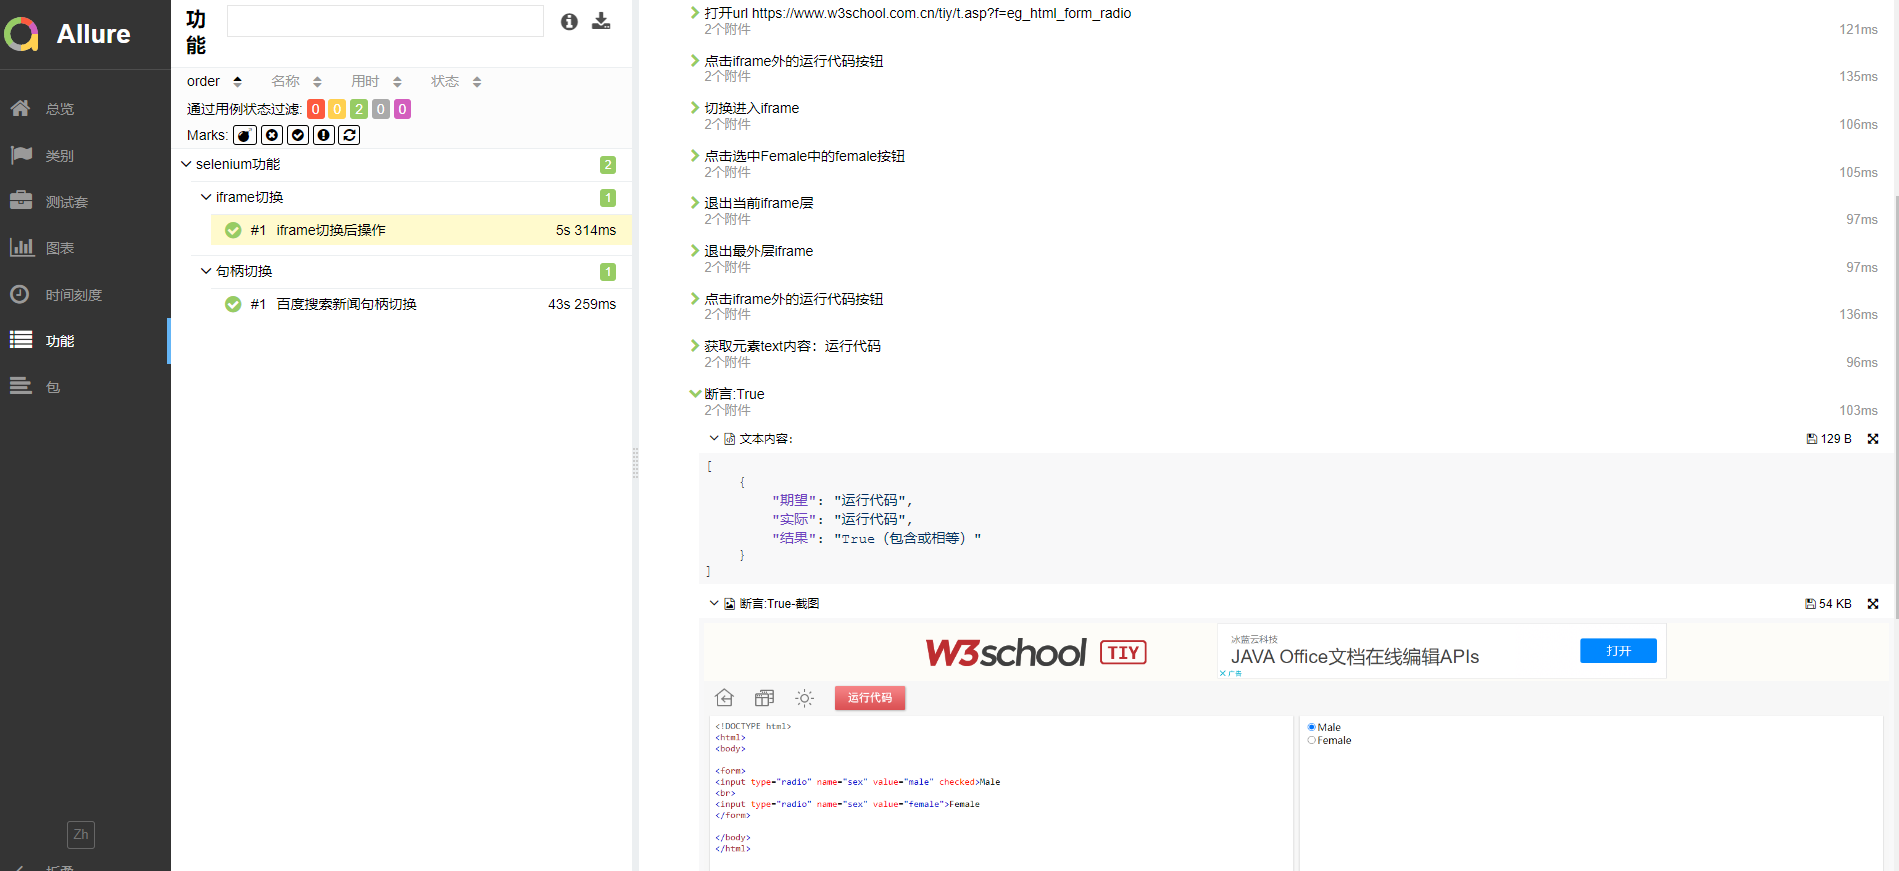 Allure
总览
类别
测试套
图表
时间刻度
功能
包
Zh
功能
order 名称 用时 状态
通过用例状态过滤: 0 0 2 0 0
Marks:
selenium功能 2
iframe切换 1
#1 iframe切换后操作 5s 314ms
句柄切换 1
#1 百度搜索新闻句柄切换 43s 259ms
打开url https://www.w3school.com.cn/tiy/t.asp?f=eg_html_form_radio
2个附件 121ms
点击iframe外的运行代码按钮
2个附件 135ms
切换进入iframe
2个附件 106ms
点击选中Female中的female按钮
2个附件 105ms
退出当前iframe层
2个附件 97ms
退出最外层iframe
2个附件 97ms
点击iframe外的运行代码按钮
2个附件 136ms
获取元素text内容：运行代码
2个附件 96ms
断言:True
2个附件 103ms
文本内容： 129 B
[
{
"期望": "运行代码",
"实际": "运行代码",
"结果": "True（包含或相等）"
}
]
断言:True-截图 54 KB
W3school TIY
冰蓝云科技
JAVA Office文档在线编辑APIs
打开
广告
运行代码
<!DOCTYPE html>
<html>
<body>
<form>
<input type="radio" name="sex" value="male" checked>Male
<br>
<input type="radio" name="sex" value="female">Female
</form>
</body>
</html>
Male
Female